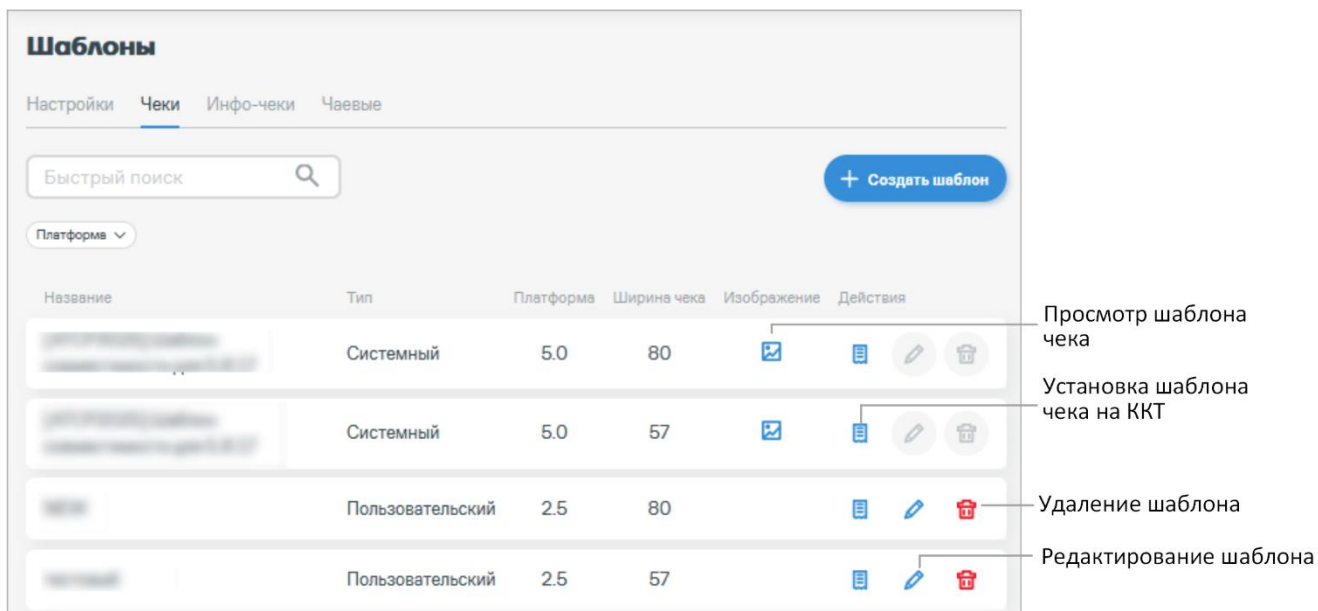 Шаблоны
Настройки Чеки Инфо-чеки Чаевые
Быстрый поиск
+ Создать шаблон
Платформа
Название Тип Платформа Ширина чека Изображение Действия
Системный 5.0 80
Просмотр шаблона
чека
Системный 5.0 57
Установка шаблона
чека на ККТ
NEW Пользовательский 2.5 80
Удаление шаблона
Пользовательский 2.5 57
Редактирование шаблона